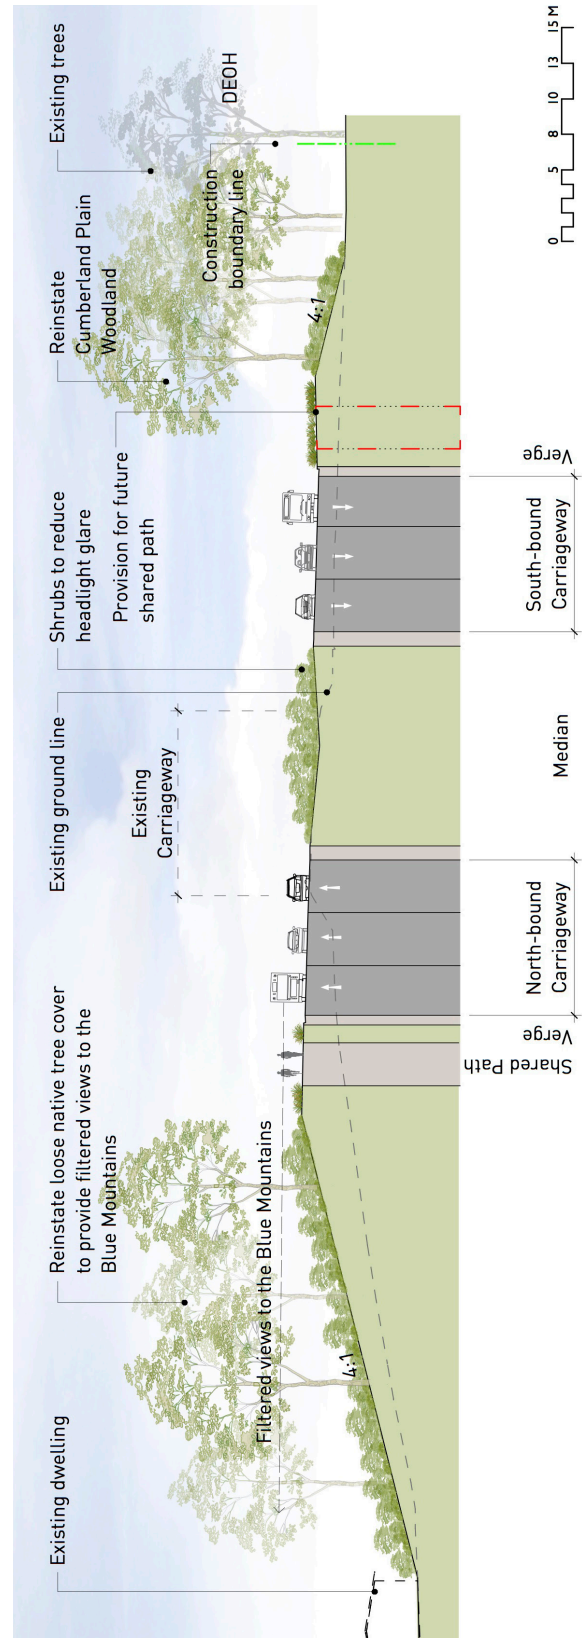 Existing dwelling
Reinstate loose native tree cover
to provide filtered views to the
Blue Mountains
Existing ground line
Shrubs to reduce
headlight glare
Reinstate
Cumberland Plain
Woodland
Existing trees
Existing
Carriageway
Provision for future
shared path
Construction
boundary line
DEOH
Filtered views to the Blue Mountains
4:1
4:1
Shared Path
Verge
North-bound
Carriageway
Median
South-bound
Carriageway
Verge
0 5 8 10 13 15 M